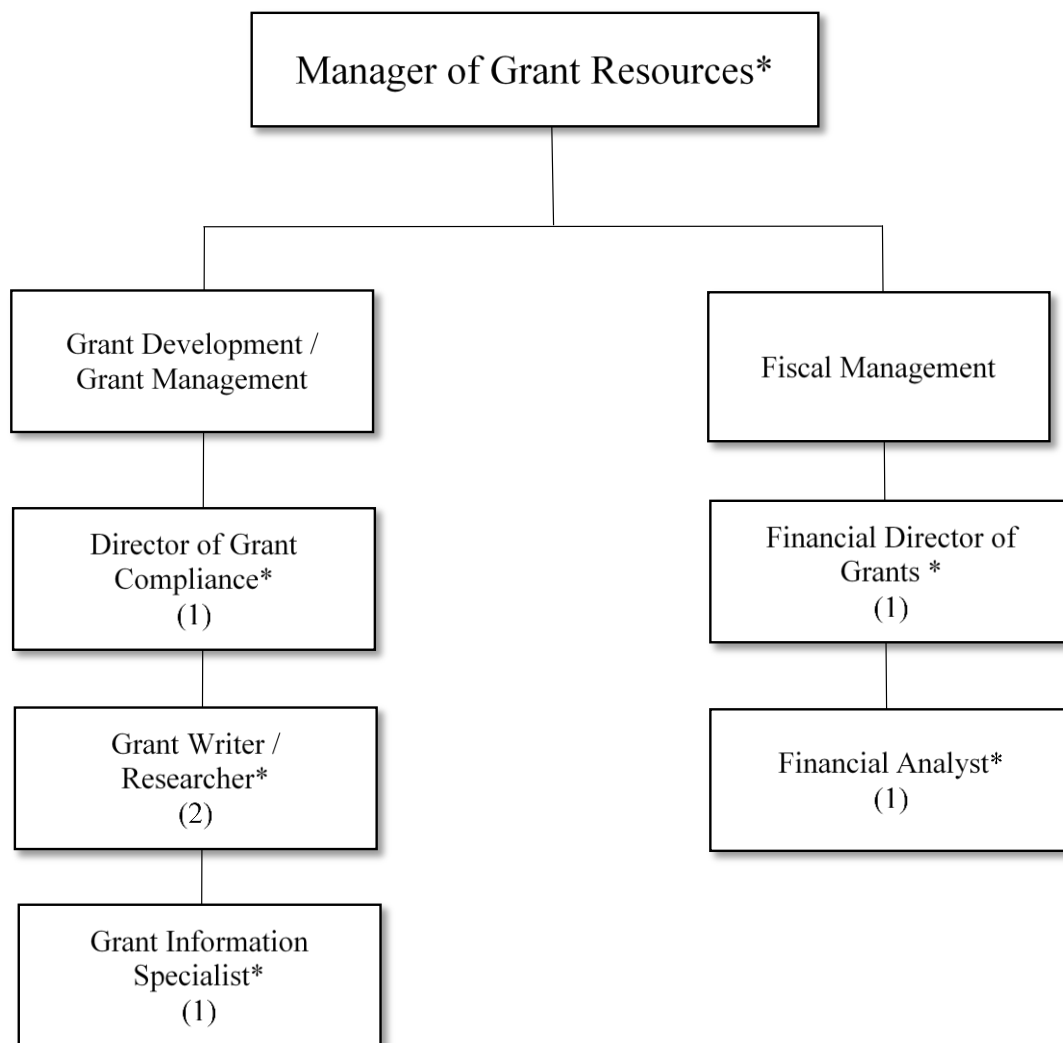 Manager of Grant Resources*
Grant Development /
Grant Management
Fiscal Management
Director of Grant
Compliance*
(1)
Financial Director of
Grants *
(1)
Grant Writer /
Researcher*
(2)
Financial Analyst*
(1)
Grant Information
Specialist*
(1)